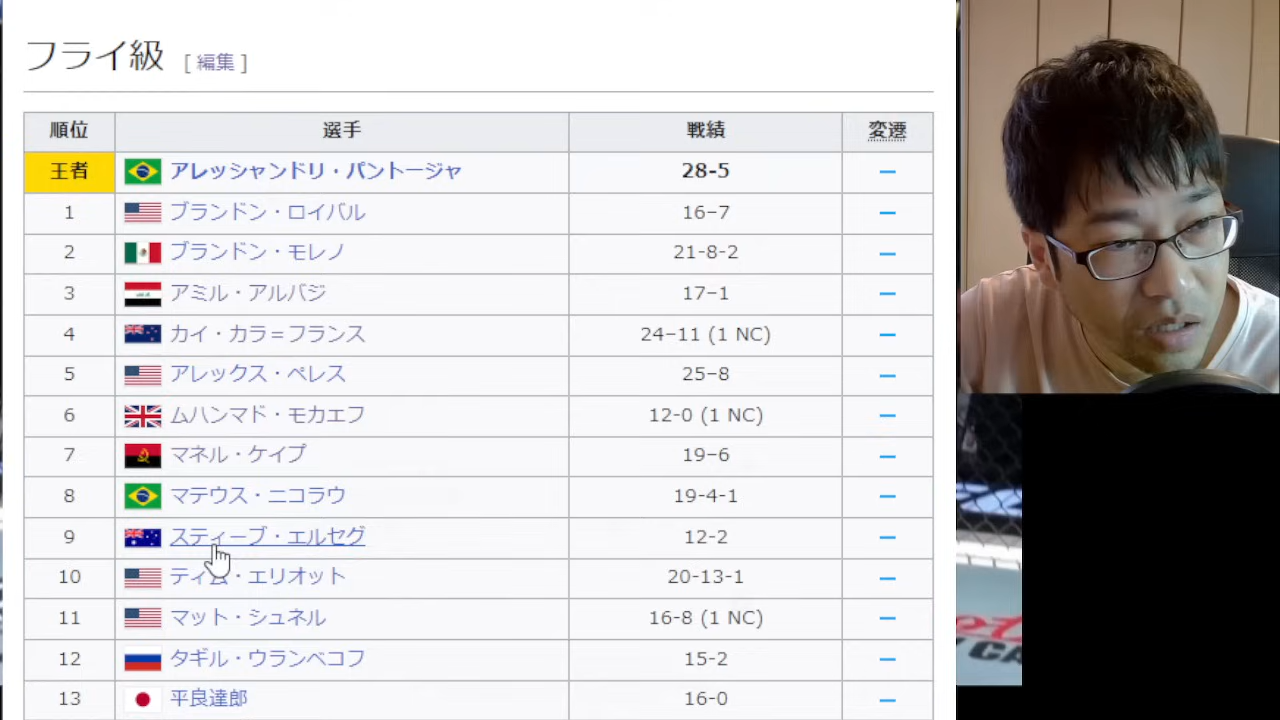 フライ級 [編集]
順位 選手 戦績 変遷
王者 アレッシャンドリ・パントージャ 28-5 –
1 ブランドン・ロイバル 16–7 –
2 ブランドン・モレノ 21-8-2 –
3 アミル・アルバジ 17–1 –
4 カイ・カラ＝フランス 24–11 (1 NC) –
5 アレックス・ペレス 25–8 –
6 ムハンマド・モカエフ 12-0 (1 NC) –
7 マネル・ケイプ 19–6 –
8 マテウス・ニコラウ 19-4-1 –
9 スティーブ・エルセグ 12-2 –
10 ティム・エリオット 20-13-1 –
11 マット・シュネル 16-8 (1 NC) –
12 タギル・ウランベコフ 15-2 –
13 平良達郎 16-0 –